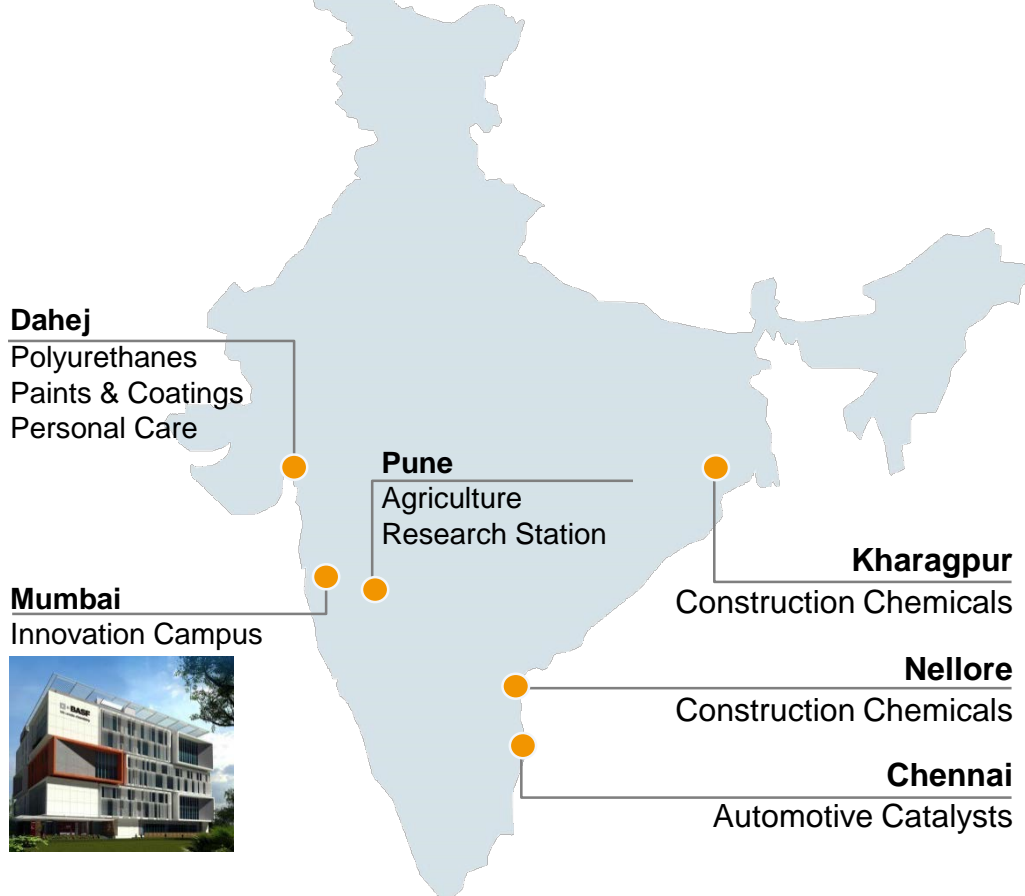 Dahej
Polyurethanes
Paints & Coatings
Personal Care
Pune
Agriculture
Research Station
Mumbai
Innovation Campus
BASF
Kharagpur
Construction Chemicals
Nellore
Construction Chemicals
Chennai
Automotive Catalysts